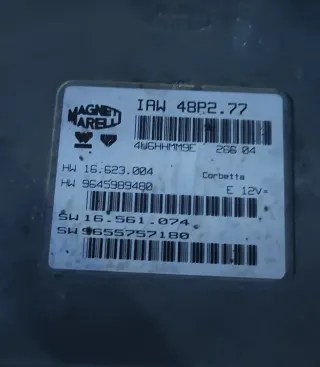 IAW 48P2.77
MAGNETI
MARELLI
4W6HHMM9E 266 04
HW 16.623.004 Corbetta
HW 9645989480 E 12V=
SW 16.561.074
SW 9655757180